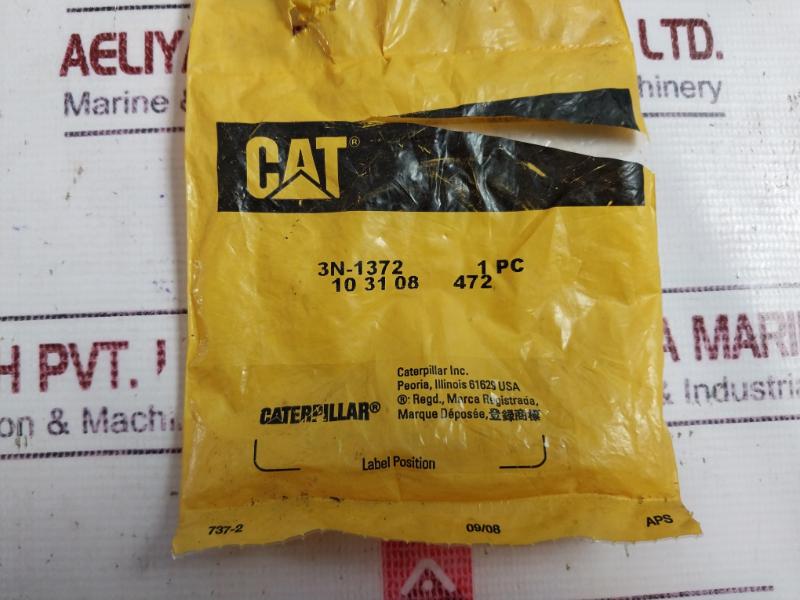 AELIYA LTD.
Marine & hinery
CAT®
3N-1372 1 PC
10 31 08 472
H PVT. A MARI
on & Machi & Industria
Caterpillar Inc.
Peoria, Illinois 61629 USA
®: Regd., Marca Registrada,
CATERPILLAR® Marque Déposée, 登録商標
Label Position
737-2 09/08 APS